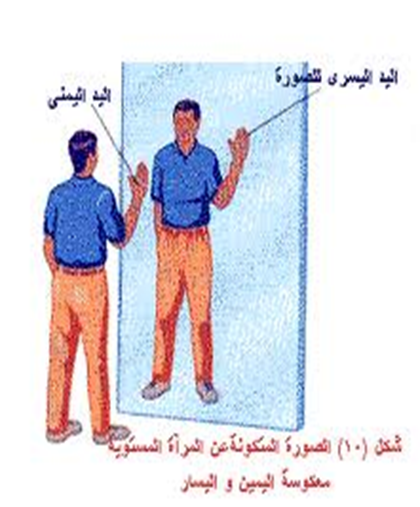 اليد اليسرى للصورة
اليد اليمنى
شكل (١٠) الصورة المتكونة عن المرآة المستوية
معكوسة اليمين و اليسار